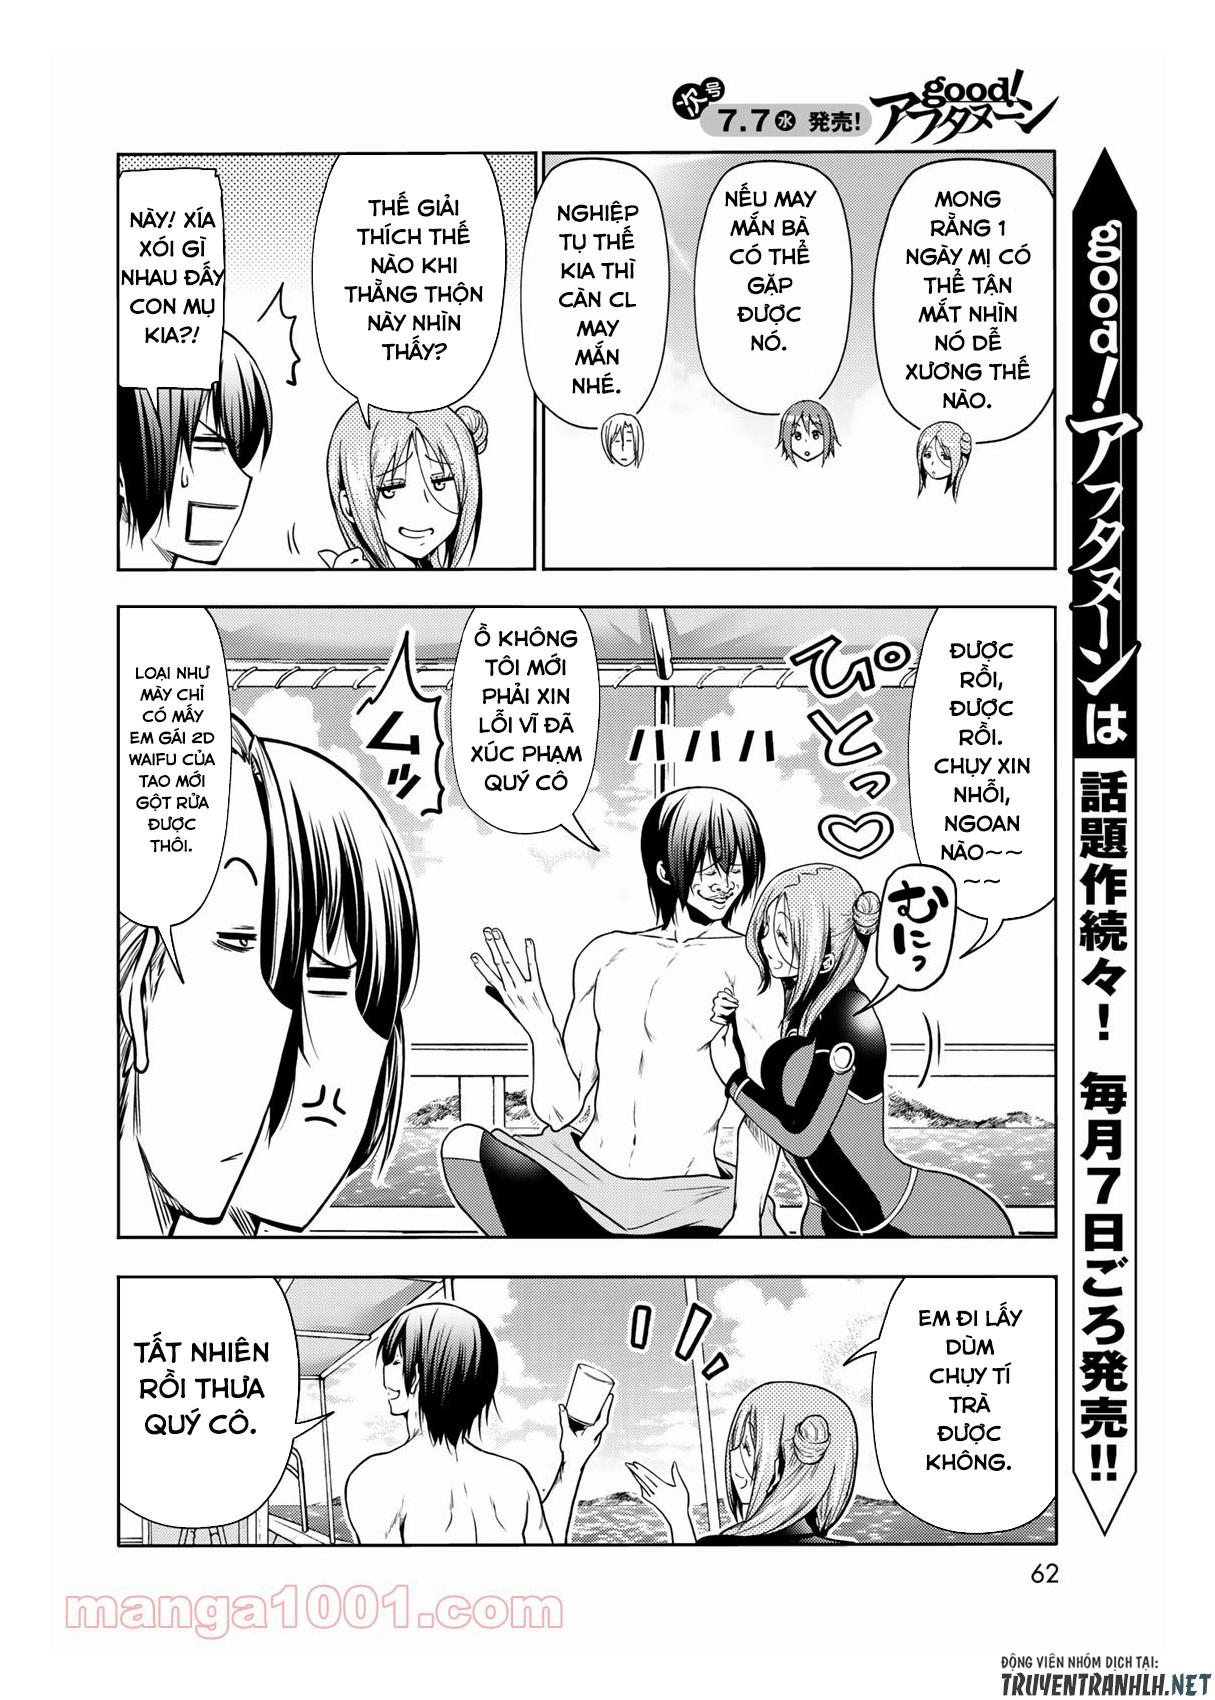 次号
7.7水 発売!
good!
アフタヌーン
MONG
RẰNG 1
NGÀY MỊ CÓ
THỂ TẬN
MẮT NHÌN
NÓ DỄ
XƯƠNG THẾ
NÀO.
NẾU MAY
MẮN BÀ
CÓ THỂ
GẶP
ĐƯỢC
NÓ.
NGHIỆP
TỤ THẾ
KIA THÌ
CÀN CL
MAY
MẮN
NHÉ.
THẾ GIẢI
THÍCH THẾ
NÀO KHI
THẰNG THỘN
NÀY NHÌN
THẤY?
NÀY! XÍA
XÓI GÌ
NHAU ĐẤY
CON MỤ
KIA?!
ĐƯỢC
RỒI,
ĐƯỢC
RỒI.
CHỤY XIN
NHỖI,
NGOAN
NÀO~~
~~
ぴとっ♡
むにっ
ハハハハ
Ồ KHÔNG
TÔI MỚI
PHẢI XIN
LỖI VĨ ĐÃ
XÚC PHẠM
QUÝ CÔ
ムッ
LOẠI NHƯ
MÀY CHỈ
CÓ MẤY
EM GÁI 2D
WAIFU CỦA
TAO MỚI
GỘT RỬA
ĐƯỢC
THÔI.
EM ĐI LẤY
DÙM
CHỤY TÍ
TRÀ
ĐƯỢC
KHÔNG.
TẤT NHIÊN
RỒI THƯA
QUÝ CÔ.
good!アフタヌーンは話題作続々! 毎月7日ごろ発売!!
62
manga1001.com
ĐỘNG VIÊN NHÓM DỊCH TẠI:
TRUYENTRANHLH.NET